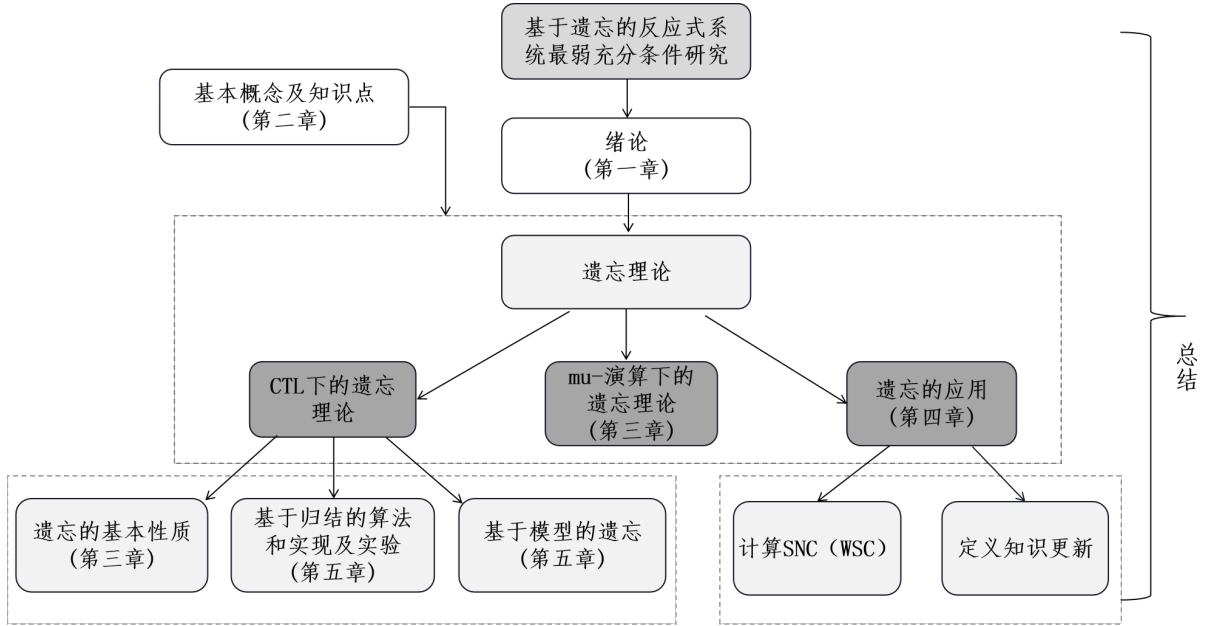 基于遗忘的反应式系
统最弱充分条件研究
基本概念及知识点
(第二章)
绪论
(第一章)
遗忘理论
CTL下的遗忘
理论
mu-演算下的
遗忘理论
(第三章)
遗忘的应用
(第四章)
总
结
遗忘的基本性质
(第三章)
基于归结的算法
和实现及实验
(第五章)
基于模型的遗忘
(第五章)
计算SNC（WSC）
定义知识更新